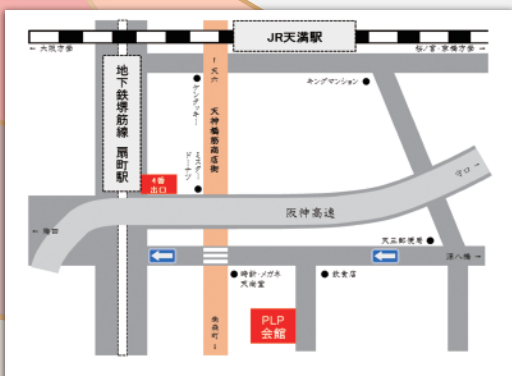 JR天満駅
← 大阪方面
桜ノ宮・京橋方面 →
地下鉄堺筋線 扇町駅
↑天六
ケンタッキー
天神橋筋商店街
キングマンション
ミスタードーナツ
4番
出口
守口 →
阪神高速
← 梅田
天三郵便局
源八橋 →
時計・メガネ
天尚堂
飲食店
PLP
会館
南森町↓